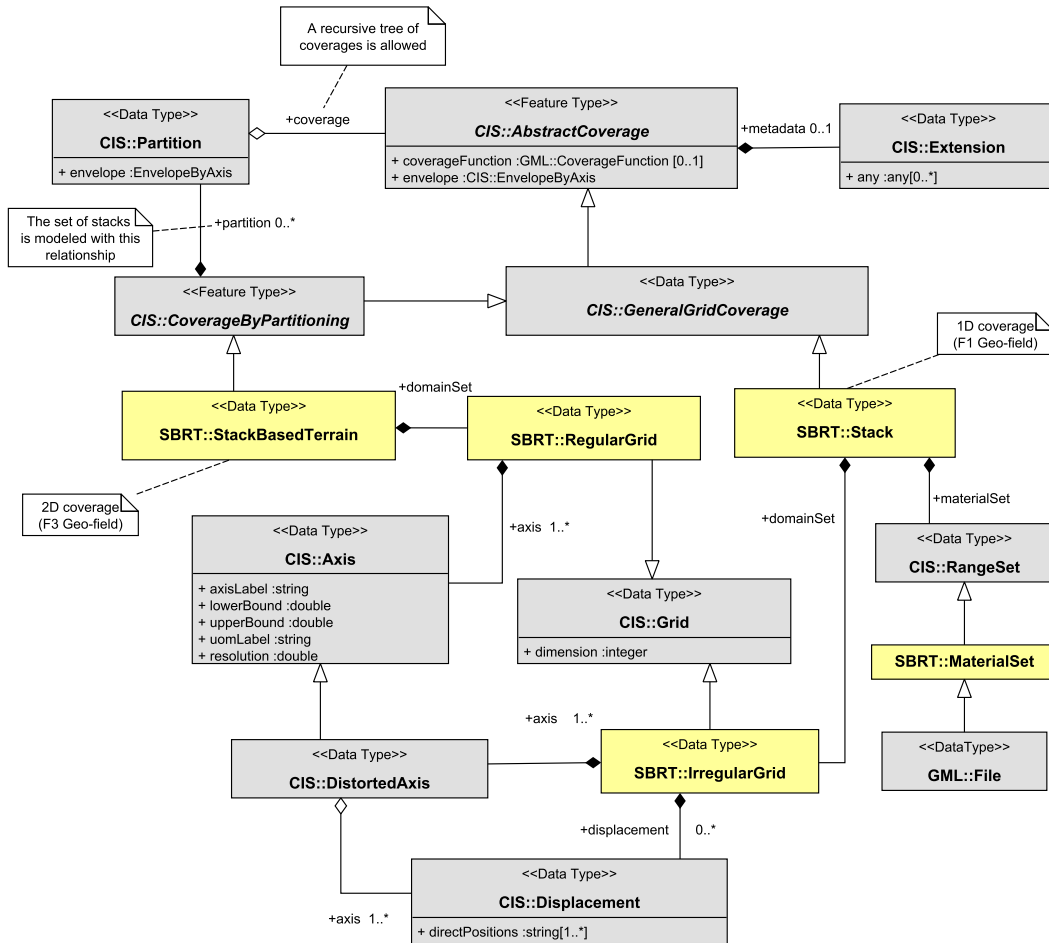 A recursive tree of
coverages is allowed
<<Data Type>>
CIS::Partition
+ envelope :EnvelopeByAxis
+coverage
<<Feature Type>>
CIS::AbstractCoverage
+ coverageFunction :GML::CoverageFunction [0..1]
+ envelope :CIS::EnvelopeByAxis
+metadata 0..1
<<Data Type>>
CIS::Extension
+ any :any[0..*]
The set of stacks
is modeled with this
relationship
+partition 0..*
<<Feature Type>>
CIS::CoverageByPartitioning
<<Data Type>>
CIS::GeneralGridCoverage
1D coverage
(F1 Geo-field)
<<Data Type>>
SBRT::StackBasedTerrain
+domainSet
<<Data Type>>
SBRT::RegularGrid
<<Data Type>>
SBRT::Stack
2D coverage
(F3 Geo-field)
+axis 1..*
+domainSet
+materialSet
<<Data Type>>
CIS::Axis
+ axisLabel :string
+ lowerBound :double
+ upperBound :double
+ uomLabel :string
+ resolution :double
<<Data Type>>
CIS::Grid
+ dimension :integer
<<Data Type>>
CIS::RangeSet
SBRT::MaterialSet
<<DataType>>
GML::File
+axis 1..*
<<Data Type>>
CIS::DistortedAxis
<<Data Type>>
SBRT::IrregularGrid
+displacement 0..*
<<Data Type>>
CIS::Displacement
+ directPositions :string[1..*]
+axis 1..*